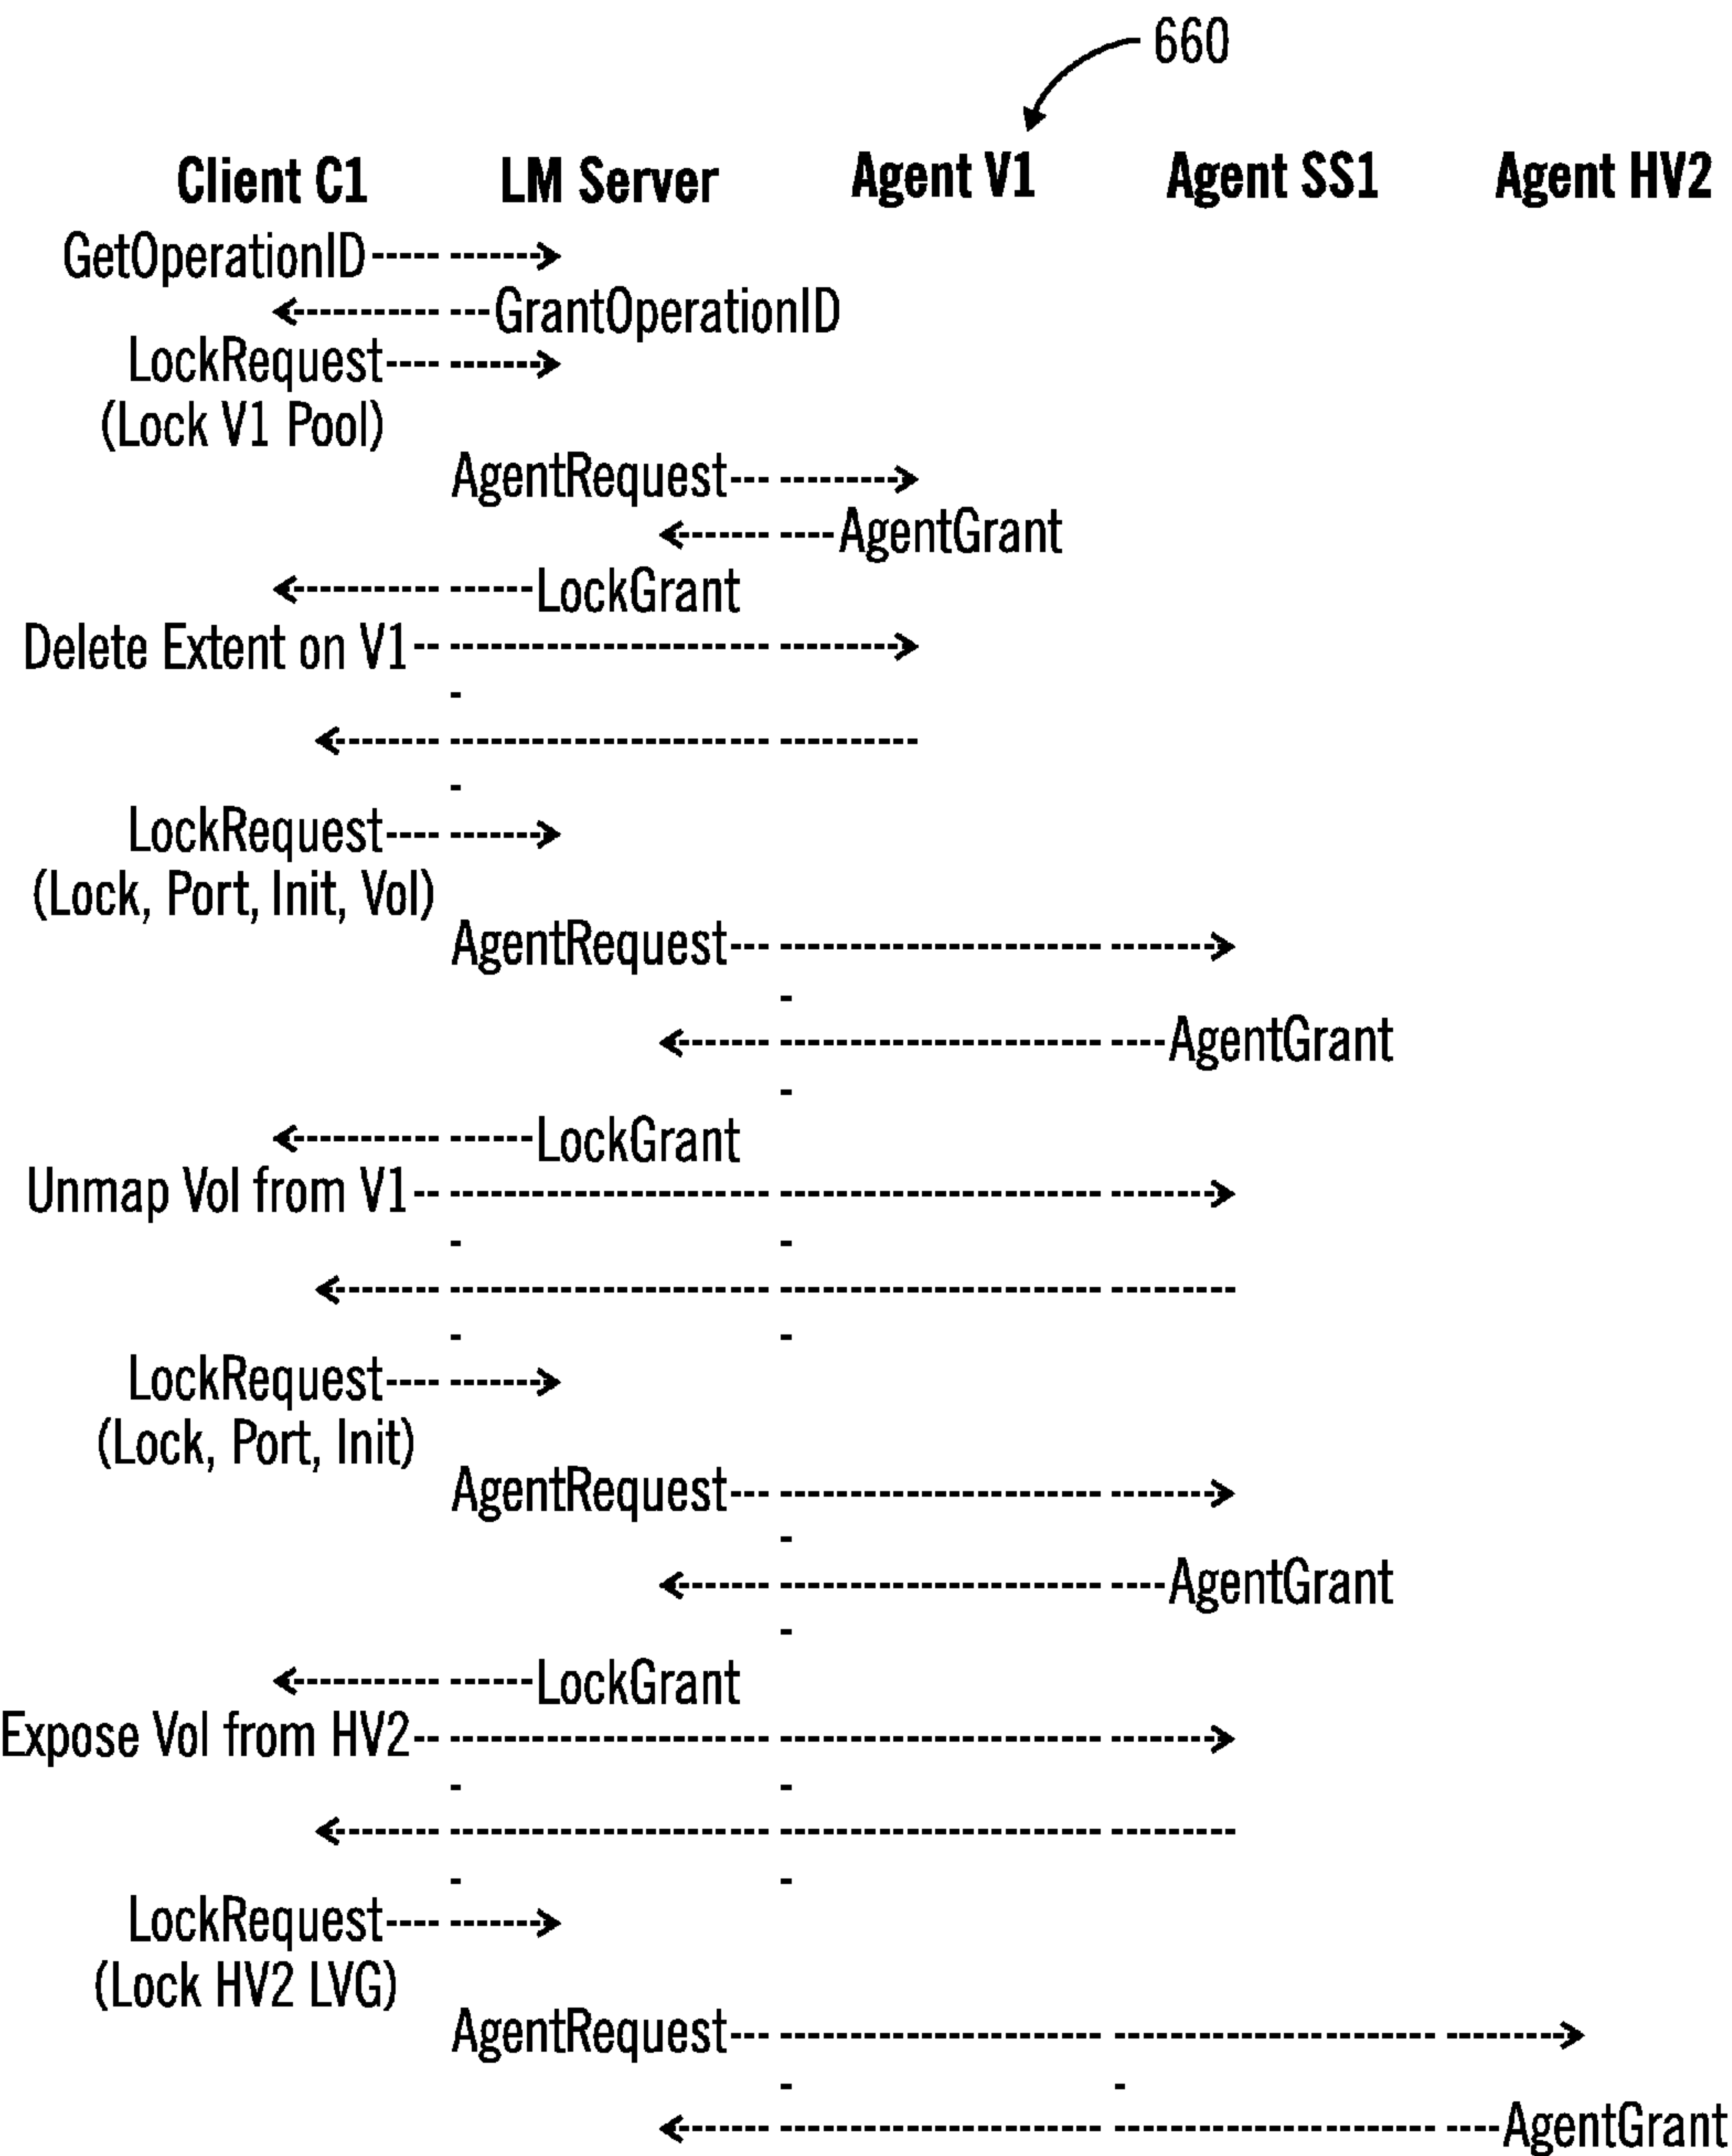 660
Client C1 LM Server Agent V1 Agent SS1 Agent HV2
GetOperationID
GrantOperationID
LockRequest
(Lock V1 Pool)
AgentRequest
AgentGrant
LockGrant
Delete Extent on V1
LockRequest
(Lock, Port, Init, Vol)
AgentRequest
AgentGrant
LockGrant
Unmap Vol from V1
LockRequest
(Lock, Port, Init)
AgentRequest
AgentGrant
LockGrant
Expose Vol from HV2
LockRequest
(Lock HV2 LVG)
AgentRequest
AgentGrant